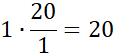 1 · 20/1 = 20